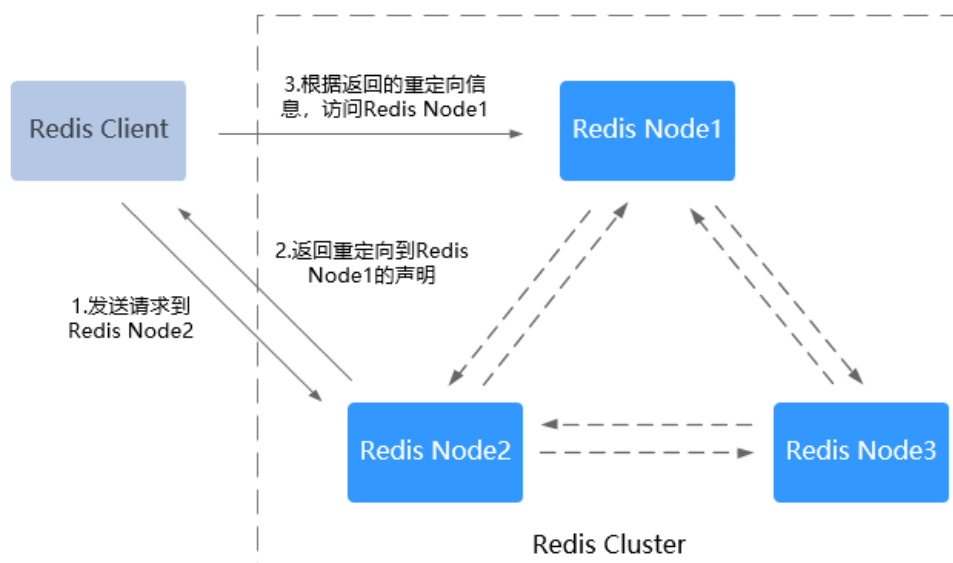 3.根据返回的重定向信
息，访问Redis Node1
Redis Client
Redis Node1
2.返回重定向到Redis
Node1的声明
1.发送请求到
Redis Node2
Redis Node2
Redis Node3
Redis Cluster